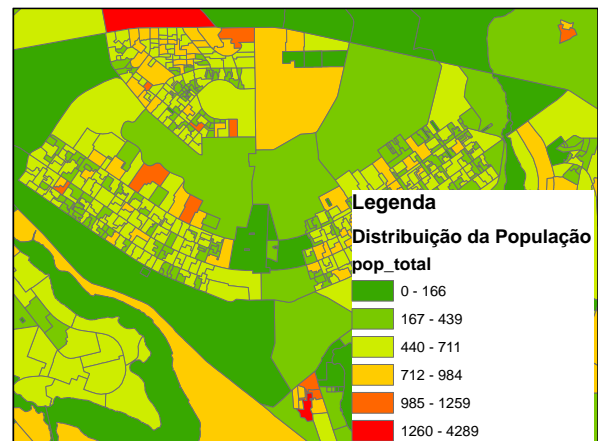 Legenda
Distribuição da População
pop_total
0 - 166
167 - 439
440 - 711
712 - 984
985 - 1259
1260 - 4289